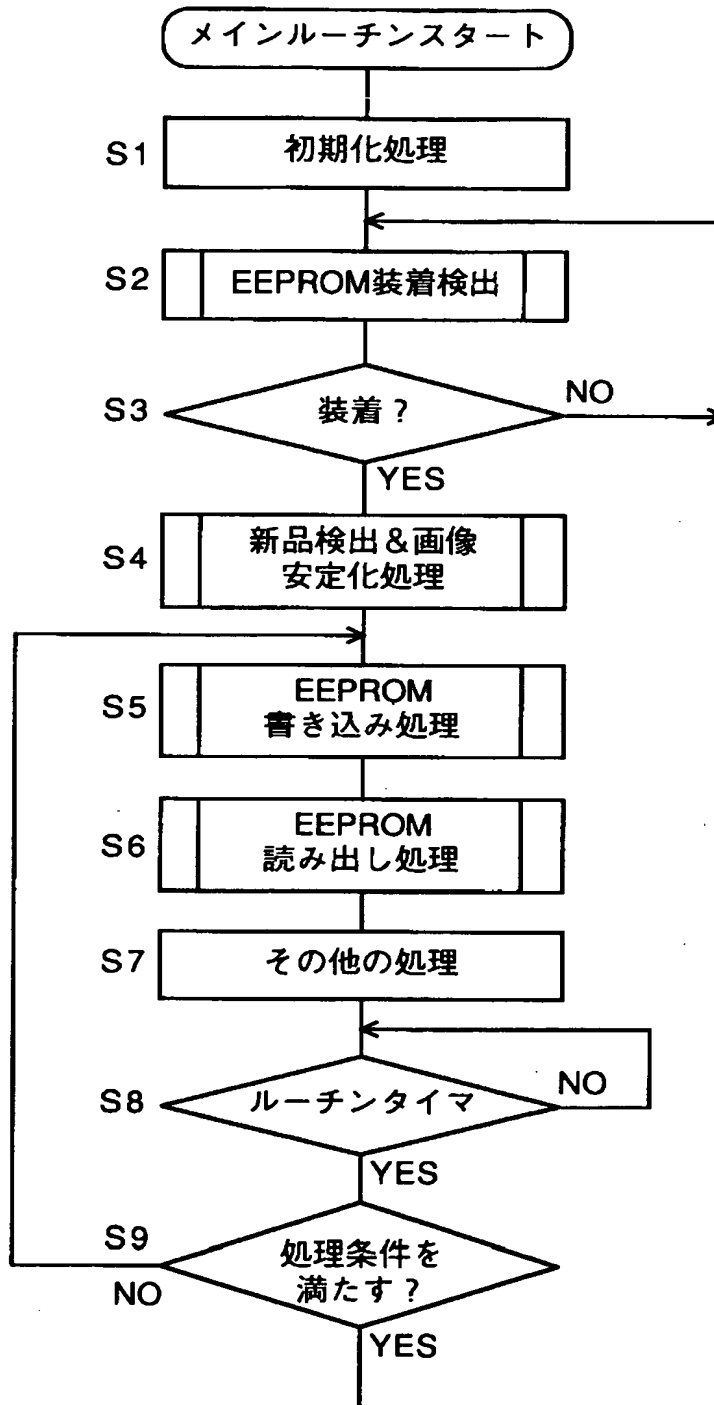 メインルーチンスタート
S1
初期化処理
S2
EEPROM装着検出
S3
装着？
NO
YES
S4
新品検出＆画像
安定化処理
S5
EEPROM
書き込み処理
S6
EEPROM
読み出し処理
S7
その他の処理
S8
ルーチンタイマ
NO
YES
S9
処理条件を
満たす？
NO
YES